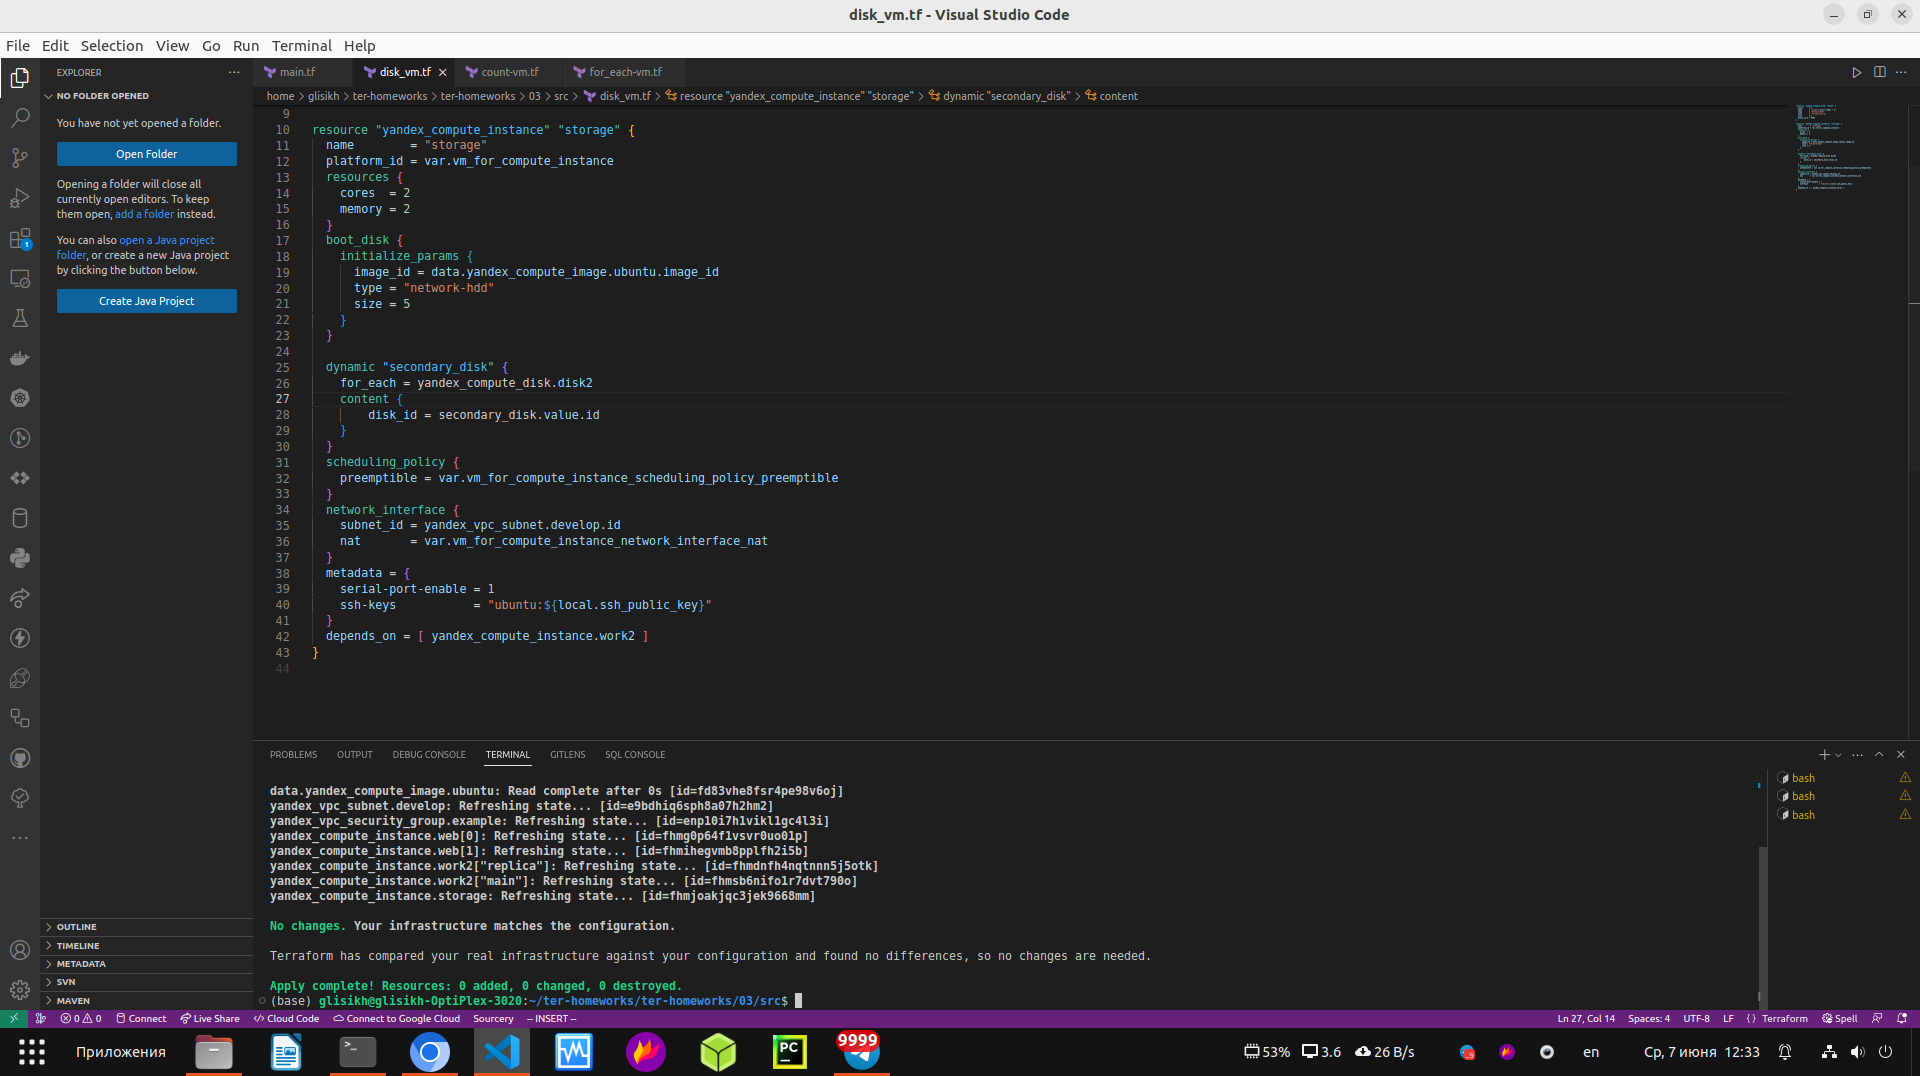 disk_vm.tf - Visual Studio Code
File Edit Selection View Go Run Terminal Help
EXPLORER
NO FOLDER OPENED
You have not yet opened a folder.
Open Folder
Opening a folder will close all
currently open editors. To keep
them open, add a folder instead.
You can also open a Java project
folder, or create a new Java project
by clicking the button below.
Create Java Project
OUTLINE
TIMELINE
METADATA
SVN
MAVEN
main.tf disk_vm.tf count-vm.tf for_each-vm.tf
home > glisikh > ter-homeworks > ter-homeworks > 03 > src > disk_vm.tf > resource "yandex_compute_instance" "storage" > dynamic "secondary_disk" > content
9
10 resource "yandex_compute_instance" "storage" {
11 name = "storage"
12 platform_id = var.vm_for_compute_instance
13 resources {
14 cores = 2
15 memory = 2
16 }
17 boot_disk {
18 initialize_params {
19 image_id = data.yandex_compute_image.ubuntu.image_id
20 type = "network-hdd"
21 size = 5
22 }
23 }
24
25 dynamic "secondary_disk" {
26 for_each = yandex_compute_disk.disk2
27 content {
28 disk_id = secondary_disk.value.id
29 }
30 }
31 scheduling_policy {
32 preemptible = var.vm_for_compute_instance_scheduling_policy_preemptible
33 }
34 network_interface {
35 subnet_id = yandex_vpc_subnet.develop.id
36 nat = var.vm_for_compute_instance_network_interface_nat
37 }
38 metadata = {
39 serial-port-enable = 1
40 ssh-keys = "ubuntu:${local.ssh_public_key}"
41 }
42 depends_on = [ yandex_compute_instance.work2 ]
43 }
44
PROBLEMS OUTPUT DEBUG CONSOLE TERMINAL GITLENS SQL CONSOLE
data.yandex_compute_image.ubuntu: Read complete after 0s [id=fd83vhe8fsr4pe98v6oj]
yandex_vpc_subnet.develop: Refreshing state... [id=e9bdhiq6sph8a07h2hm2]
yandex_vpc_security_group.example: Refreshing state... [id=enp10i7h1vikl1gc4l3i]
yandex_compute_instance.web[0]: Refreshing state... [id=fhmg0p64f1vsvr0uo01p]
yandex_compute_instance.web[1]: Refreshing state... [id=fhmihegvmb8pplfh2i5b]
yandex_compute_instance.work2["replica"]: Refreshing state... [id=fhmdnfh4nqtnnn5j5otk]
yandex_compute_instance.work2["main"]: Refreshing state... [id=fhmsb6nifo1r7dvt790o]
yandex_compute_instance.storage: Refreshing state... [id=fhmjoakjqc3jek9668mm]
No changes. Your infrastructure matches the configuration.
Terraform has compared your real infrastructure against your configuration and found no differences, so no changes are needed.
Apply complete! Resources: 0 added, 0 changed, 0 destroyed.
(base) glisikh@glisikh-OptiPlex-3020:~/ter-homeworks/ter-homeworks/03/src$
bash
bash
bash
0 0 Connect Live Share Cloud Code Connect to Google Cloud Sourcery -- INSERT -- Ln 27, Col 14 Spaces: 4 UTF-8 LF {} Terraform Spell
Приложения PC 9999 53% 3.6 26 B/s en Ср, 7 июня 12:33